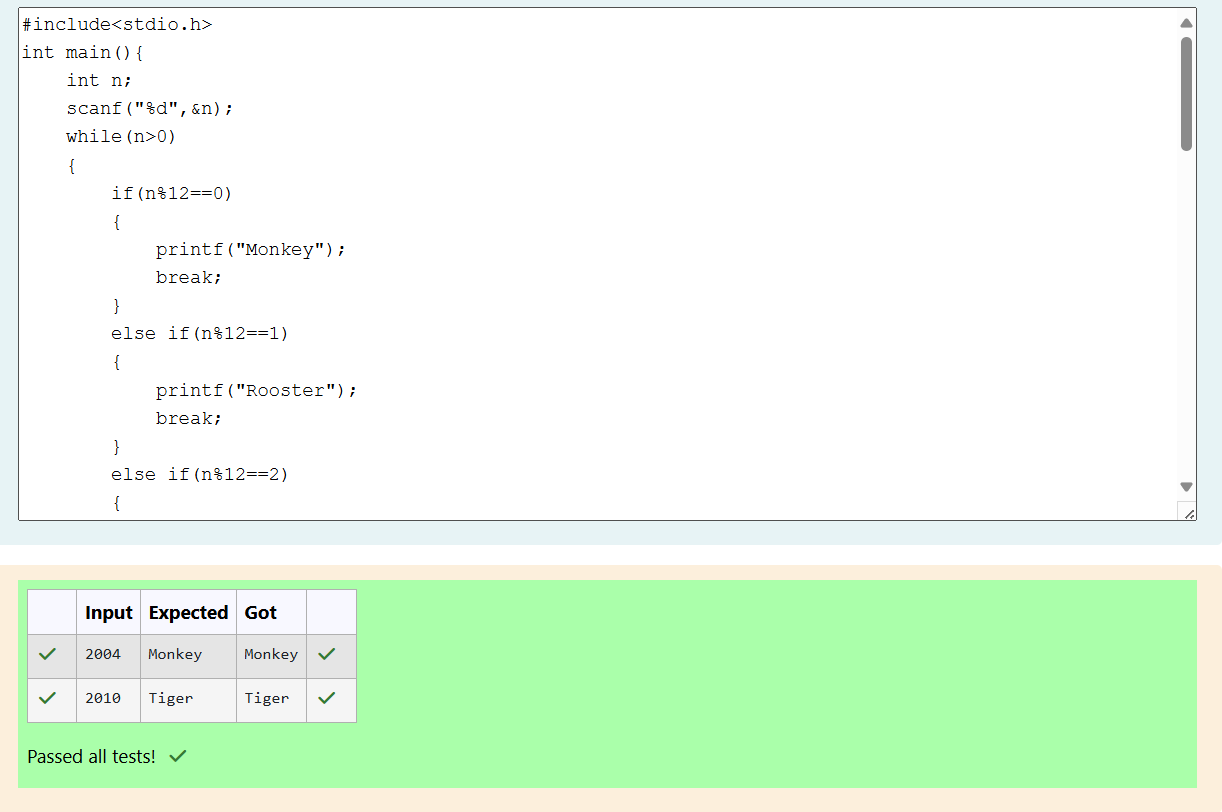 #include<stdio.h>
int main(){
    int n;
    scanf("%d",&n);
    while(n>0)
    {
        if(n%12==0)
        {
            printf("Monkey");
            break;
        }
        else if(n%12==1)
        {
            printf("Rooster");
            break;
        }
        else if(n%12==2)
        {
Input Expected Got
2004 Monkey Monkey
2010 Tiger Tiger
Passed all tests!